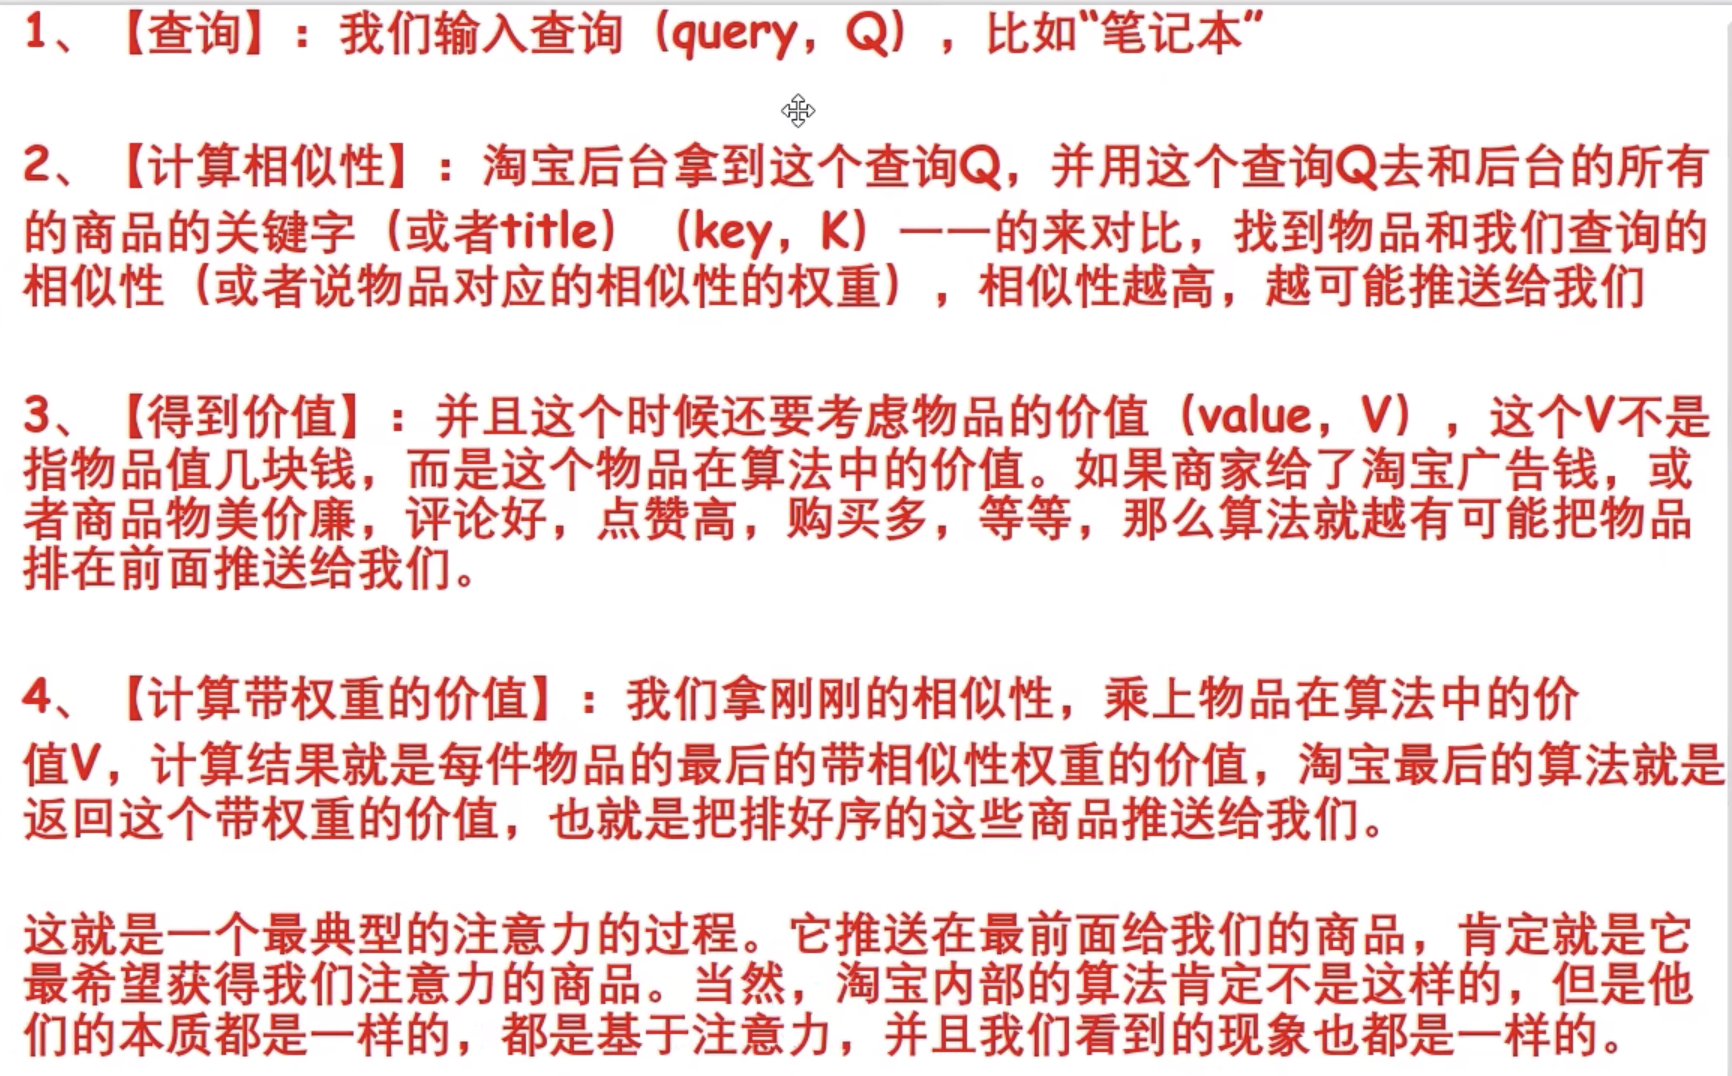 1、【查询】：我们输入查询（query，Q），比如“笔记本”
2、【计算相似性】：淘宝后台拿到这个查询Q，并用这个查询Q去和后台的所有
的商品的关键字（或者title）（key，K）一一的来对比，找到物品和我们查询的
相似性（或者说物品对应的相似性的权重），相似性越高，越可能推送给我们
3、【得到价值】：并且这个时候还要考虑物品的价值（value，V），这个V不是
指物品值几块钱，而是这个物品在算法中的价值。如果商家给了淘宝广告钱，或
者商品物美价廉，评论好，点赞高，购买多，等等，那么算法就越有可能把物品
排在前面推送给我们。
4、【计算带权重的价值】：我们拿刚刚的相似性，乘上物品在算法中的价
值V，计算结果就是每件物品的最后的带相似性权重的价值，淘宝最后的算法就是
返回这个带权重的价值，也就是把排好序的这些商品推送给我们。
这就是一个最典型的注意力的过程。它推送在最前面给我们的商品，肯定就是它
最希望获得我们注意力的商品。当然，淘宝内部的算法肯定不是这样的，但是他
们的本质都是一样的，都是基于注意力，并且我们看到的现象也都是一样的。